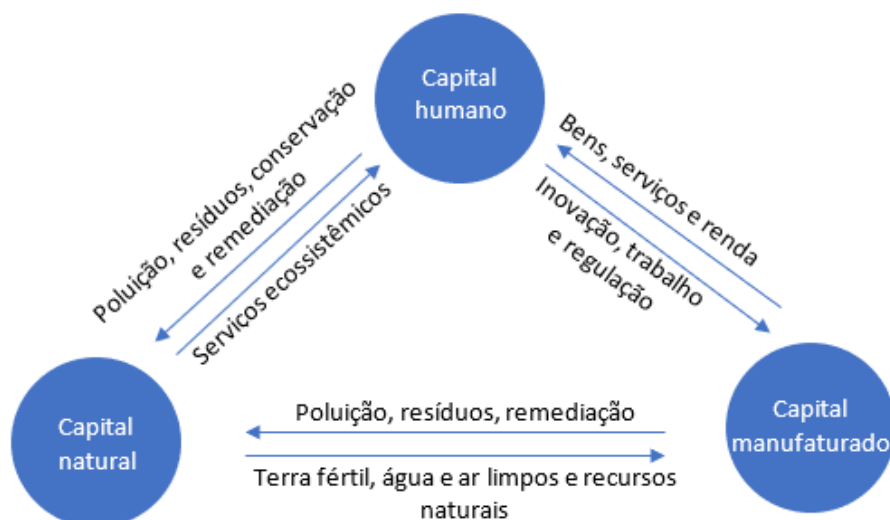 Capital
humano
Poluição, resíduos, conservação
e remediação
Serviços ecossistêmicos
Bens, serviços e renda
Inovação, trabalho
e regulação
Capital
natural
Poluição, resíduos, remediação
Terra fértil, água e ar limpos e recursos
naturais
Capital
manufaturado